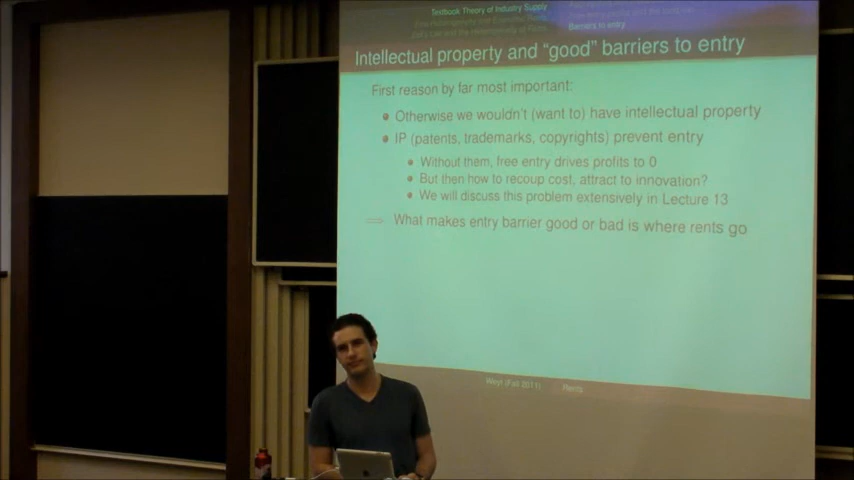 Textbook Theory of Industry Supply
Barriers to entry
Intellectual property and "good" barriers to entry
First reason by far most important:
Otherwise we wouldn't (want to) have intellectual property
IP (patents, trademarks, copyrights) prevent entry
Without them, free entry drives profits to 0
But then how to recoup cost, attract to innovation?
We will discuss this problem extensively in Lecture 13
⟹ What makes entry barrier good or bad is where rents go
Weyl (Fall 2011) Rents